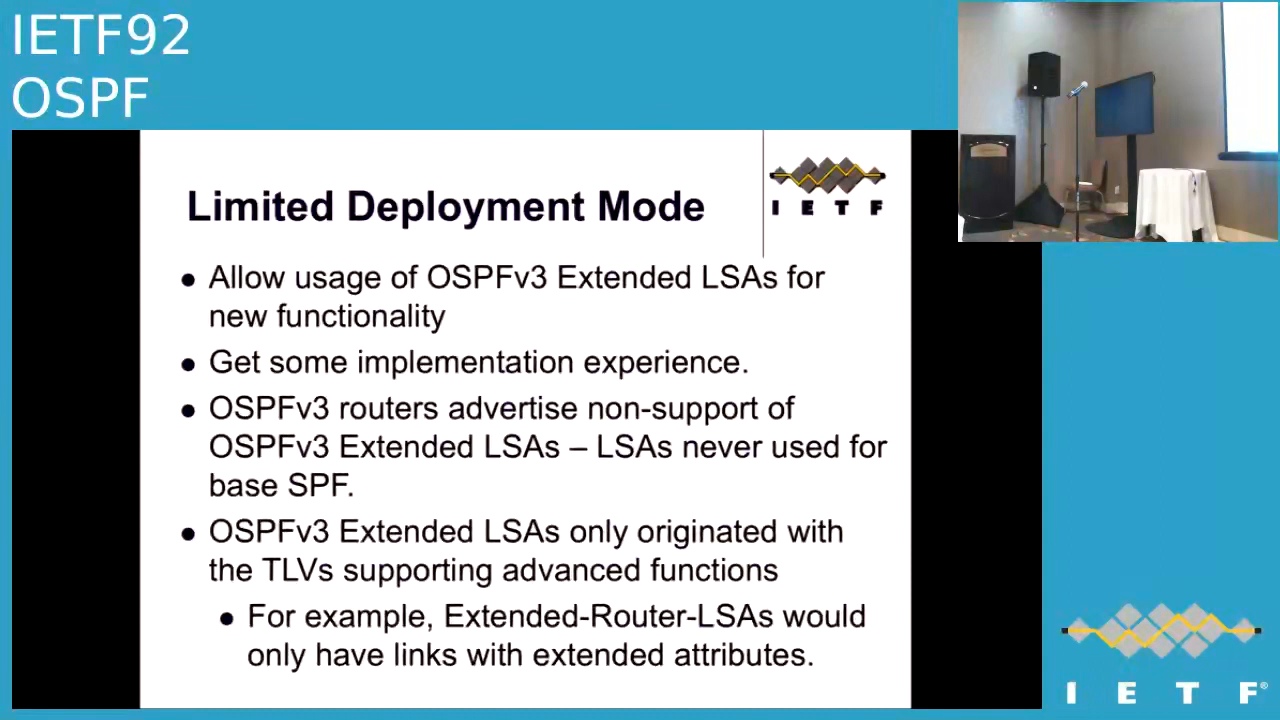 IETF92
OSPF
Limited Deployment Mode
I E T F
● Allow usage of OSPFv3 Extended LSAs for
new functionality
● Get some implementation experience.
● OSPFv3 routers advertise non-support of
OSPFv3 Extended LSAs – LSAs never used for
base SPF.
● OSPFv3 Extended LSAs only originated with
the TLVs supporting advanced functions
● For example, Extended-Router-LSAs would
only have links with extended attributes.
I E T F®